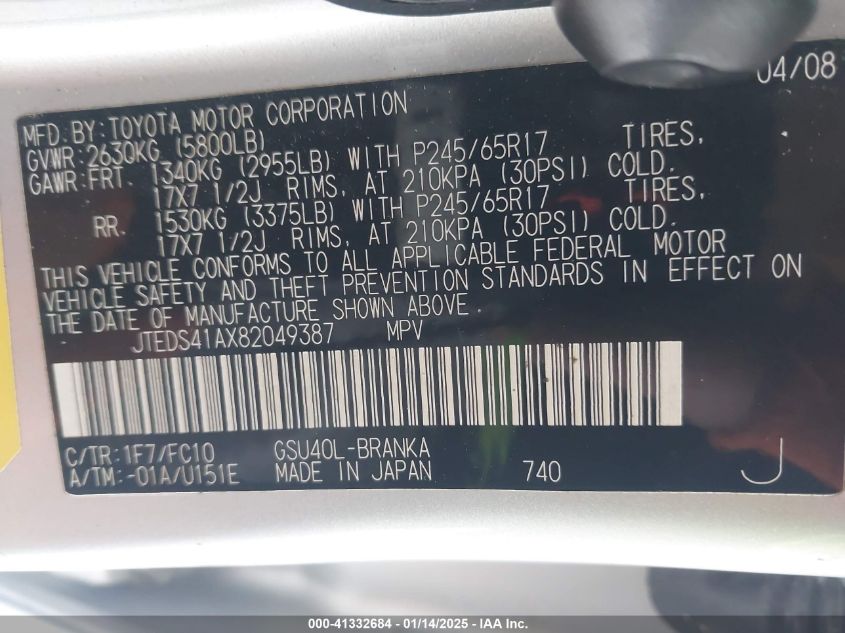 04/08
MFD. BY: TOYOTA MOTOR CORPORATION
GVWR: 2630KG (5800LB)
GAWR: FRT. 1340KG (2955LB) WITH P245/65R17 TIRES,
17X7 1/2J RIMS, AT 210KPA (30PSI) COLD.
RR. 1530KG (3375LB) WITH P245/65R17 TIRES,
17X7 1/2J RIMS, AT 210KPA (30PSI) COLD.
THIS VEHICLE CONFORMS TO ALL APPLICABLE FEDERAL MOTOR
VEHICLE SAFETY AND THEFT PREVENTION STANDARDS IN EFFECT ON
THE DATE OF MANUFACTURE SHOWN ABOVE.
JTEDS41AX82049387 MPV
C/TR: 1F7/FC10 GSU40L-BRANKA
A/TM: -01A/U151E MADE IN JAPAN 740 J
000-41332684 - 01/14/2025 - IAA Inc.